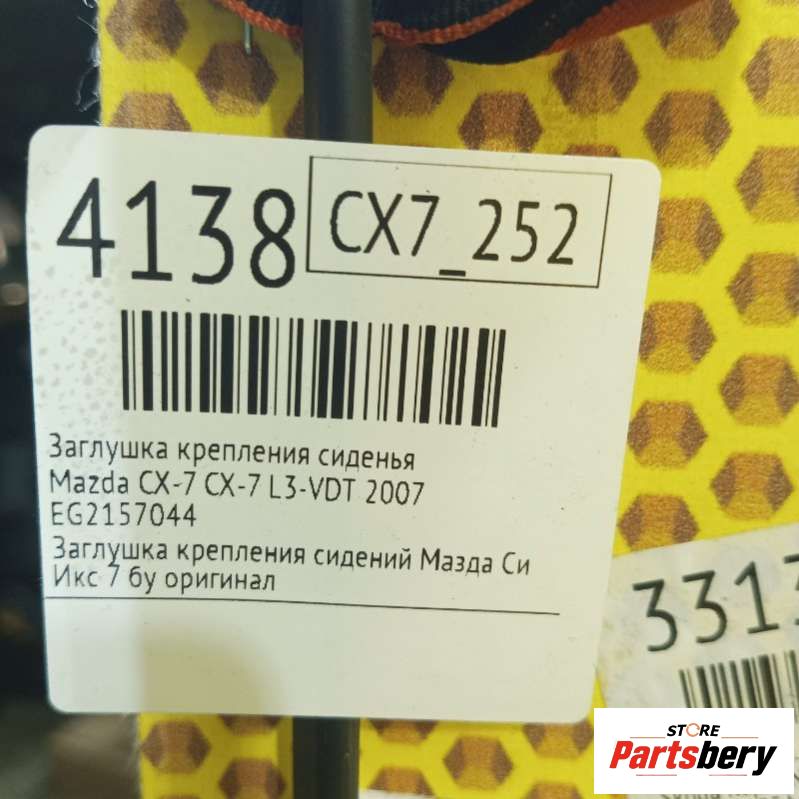 4138 CX7_252
Заглушка крепления сиденья
Mazda CX-7 CX-7 L3-VDT 2007
EG2157044
Заглушка крепления сидений Мазда Си
Икс 7 бу оригинал
3313
STORE
Partsbery